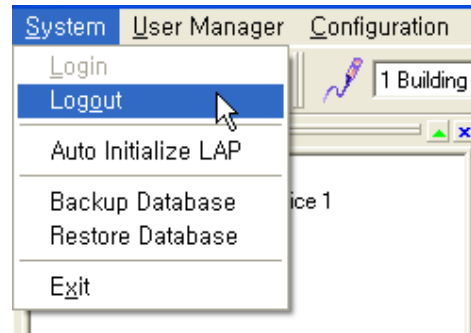 System User Manager Configuration
Login
Logout
1 Building
Auto Initialize LAP
Backup Database
ice 1
Restore Database
Exit